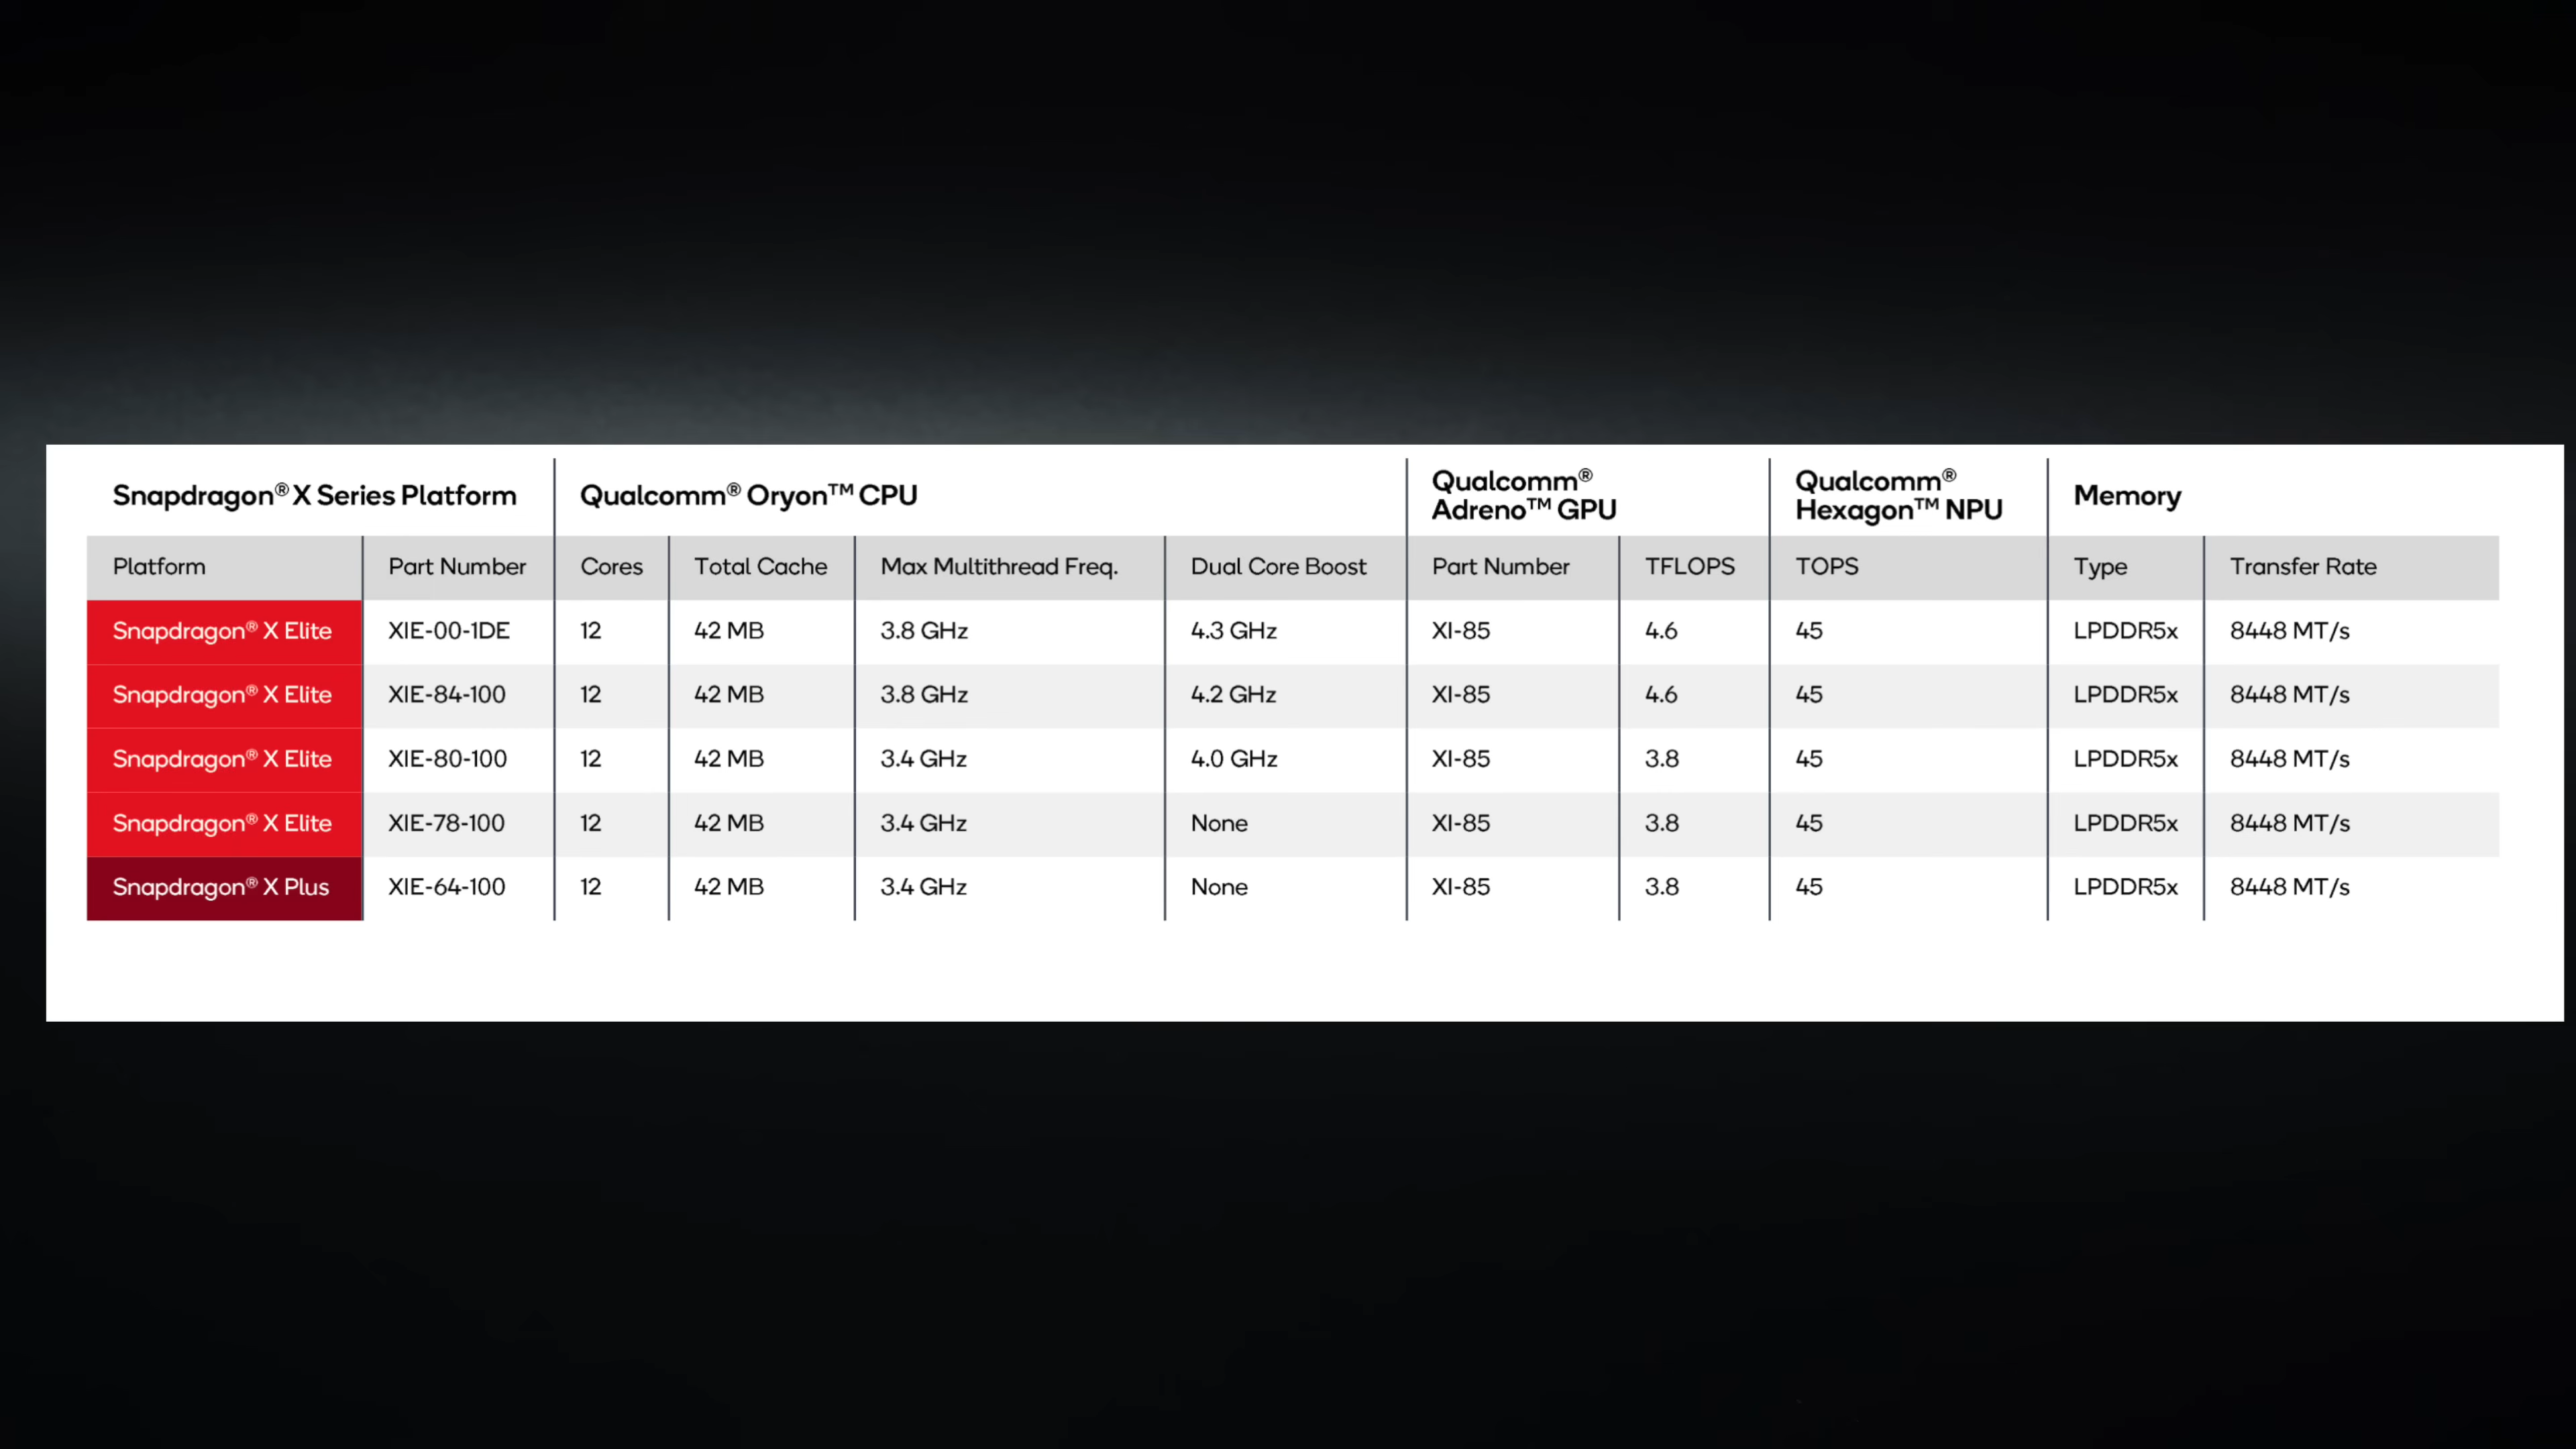 Snapdragon® X Series Platform Qualcomm® Oryon™ CPU Qualcomm® Adreno™ GPU Qualcomm® Hexagon™ NPU Memory
Platform Part Number Cores Total Cache Max Multithread Freq. Dual Core Boost Part Number TFLOPS TOPS Type Transfer Rate
Snapdragon® X Elite XIE-00-1DE 12 42 MB 3.8 GHz 4.3 GHz XI-85 4.6 45 LPDDR5x 8448 MT/s
Snapdragon® X Elite XIE-84-100 12 42 MB 3.8 GHz 4.2 GHz XI-85 4.6 45 LPDDR5x 8448 MT/s
Snapdragon® X Elite XIE-80-100 12 42 MB 3.4 GHz 4.0 GHz XI-85 3.8 45 LPDDR5x 8448 MT/s
Snapdragon® X Elite XIE-78-100 12 42 MB 3.4 GHz None XI-85 3.8 45 LPDDR5x 8448 MT/s
Snapdragon® X Plus XIE-64-100 12 42 MB 3.4 GHz None XI-85 3.8 45 LPDDR5x 8448 MT/s